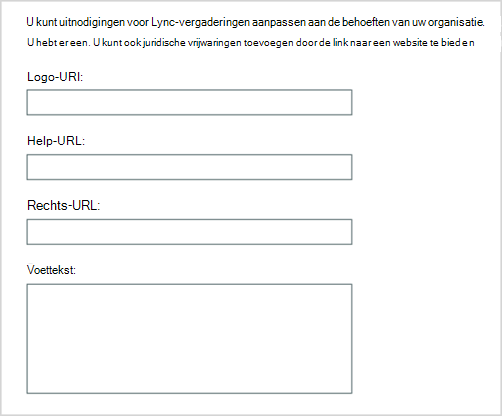 U kunt uitnodigingen voor Lync-vergaderingen aanpassen aan de behoeften van uw organisatie.
U hebt er een. U kunt ook juridische vrijwaringen toevoegen door de link naar een website te bieden
Logo-URI:
Help-URL:
Rechts-URL:
Voettekst: